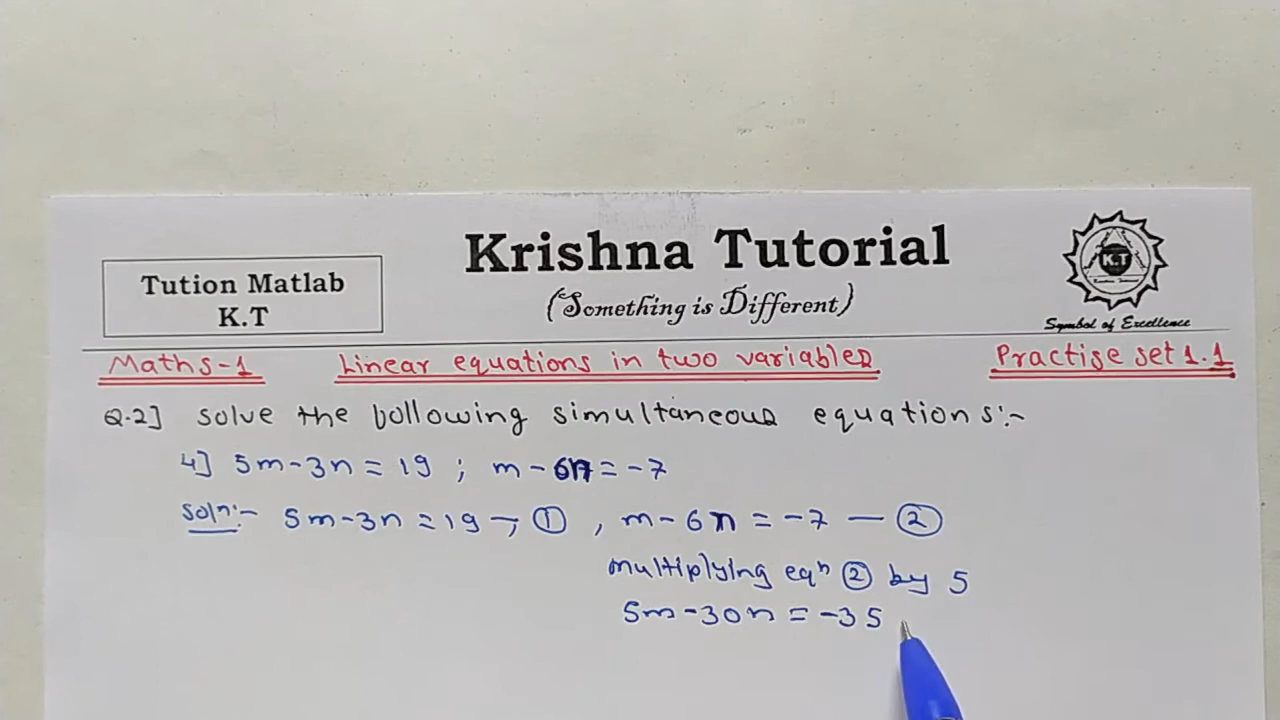 Tution Matlab
K.T
Krishna Tutorial
(Something is Different)
KST
Symbol of Excellence
Maths-1 Linear equations in two variables Practise set 1.1
Q.2] solve the following simultaneous equations:-
4] 5m-3n=19 ; m-6n=-7
Solⁿ:- 5m-3n=19 — ① , m-6n=-7 — ②
multiplying eqⁿ ② by 5
5m-30n=-35